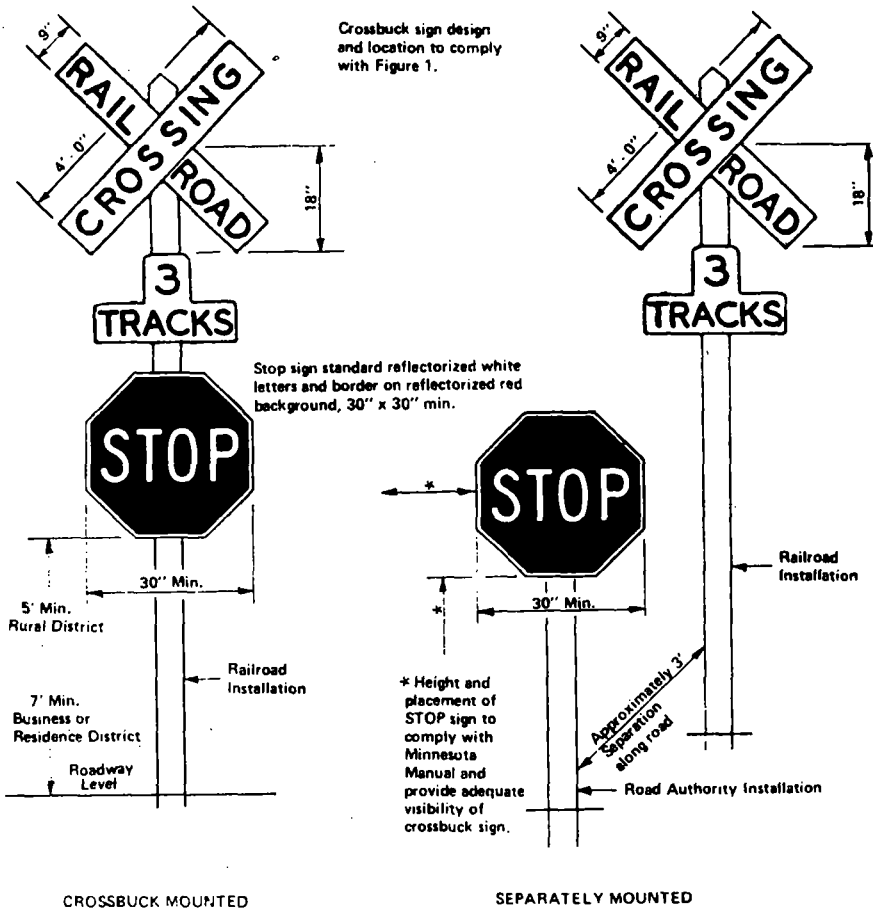 Crossbuck sign design
and location to comply
with Figure 1.
9"
RAIL
CROSSING
ROAD
4'-0"
18"
3
TRACKS
STOP
30" Min.
5' Min.
Rural District
7' Min.
Business or
Residence District
Roadway
Level
Railroad
Installation
CROSSBUCK MOUNTED
Stop sign standard reflectorized white
letters and border on reflectorized red
background, 30" x 30" min.
9"
RAIL
CROSSING
ROAD
4'-0"
18"
3
TRACKS
*
STOP
30" Min.
*
* Height and
placement of
STOP sign to
comply with
Minnesota
Manual and
provide adequate
visibility of
crossbuck sign.
Approximately 3'
Separation
along road
Railroad
Installation
Road Authority Installation
SEPARATELY MOUNTED